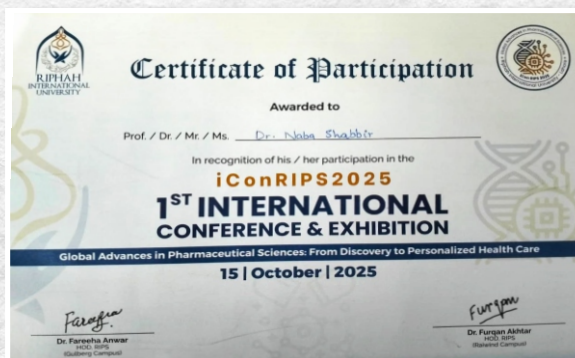 RIPHAH
INTERNATIONAL
UNIVERSITY
Certificate of Participation
Awarded to
Prof. / Dr. / Mr. / Ms. Dr. Naba Shabbir
In recognition of his / her participation in the
iConRIPS2025
1ST INTERNATIONAL
CONFERENCE & EXHIBITION
Global Advances in Pharmaceutical Sciences: From Discovery to Personalized Health Care
15 | October | 2025
Fareeha
Dr. Fareeha Anwar
HOD, RIPS
(Gulberg Campus)
Furqan
Dr. Furqan Akhtar
HOD, RIPS
(Raiwind Campus)